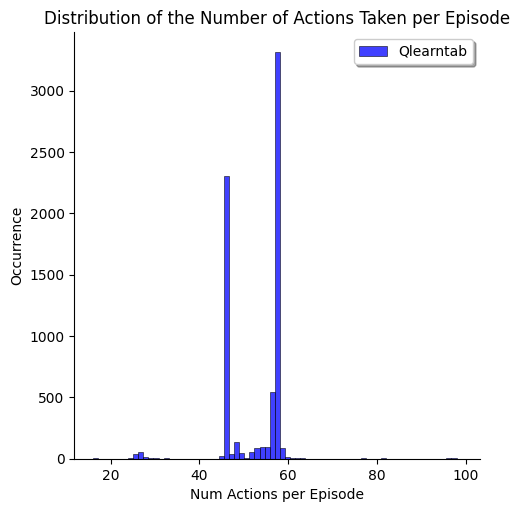 Distribution of the Number of Actions Taken per Episode
Qlearntab
3000
2500
2000
1500
1000
500
0
Occurrence
20 40 60 80 100
Num Actions per Episode